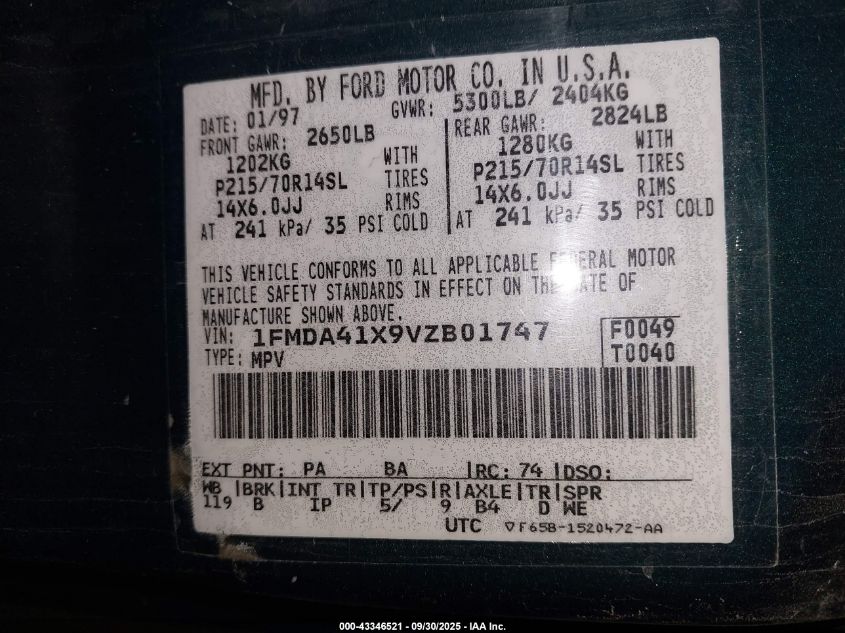 MFD. BY FORD MOTOR CO. IN U.S.A.
DATE: 01/97 GVWR: 5300LB/ 2404KG
FRONT GAWR: 2650LB REAR GAWR: 2824LB
1202KG WITH 1280KG WITH
P215/70R14SL TIRES P215/70R14SL TIRES
14X6.0JJ RIMS 14X6.0JJ RIMS
AT 241 kPa/ 35 PSI COLD AT 241 kPa/ 35 PSI COLD
THIS VEHICLE CONFORMS TO ALL APPLICABLE FEDERAL MOTOR
VEHICLE SAFETY STANDARDS IN EFFECT ON THE DATE OF
MANUFACTURE SHOWN ABOVE.
VIN: 1FMDA41X9VZB01747 F0049
TYPE: MPV T0040
EXT PNT: PA BA RC: 74 DSO:
WB BRK INT TR TP/PS R AXLE TR SPR
119 B IP 5/ 9 B4 D WE
UTC ▽F65B-1520472-AA
000-43346521 - 09/30/2025 - IAA Inc.